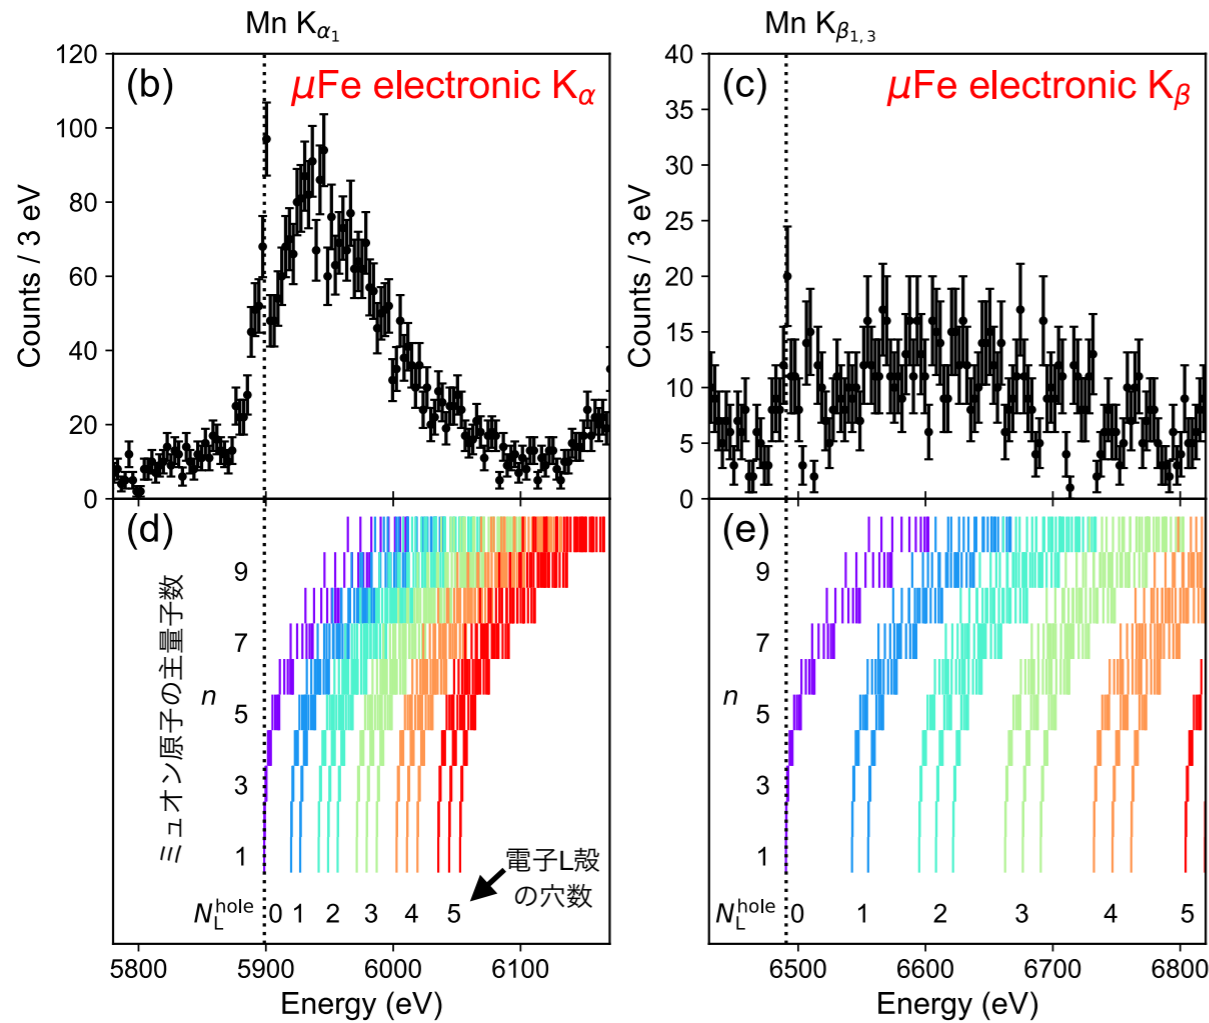 Mn Kα1
Mn Kβ1,3
(b)
μFe electronic Kα
Counts / 3 eV
120
100
80
60
40
20
0
(c)
μFe electronic Kβ
Counts / 3 eV
40
35
30
25
20
15
10
5
0
(d)
ミュオン原子の主量子数
n
9
7
5
3
1
電子L殻
の穴数
N_L^hole 0 1 2 3 4 5
5800 5900 6000 6100
Energy (eV)
(e)
n
9
7
5
3
1
N_L^hole 0 1 2 3 4 5
6500 6600 6700 6800
Energy (eV)